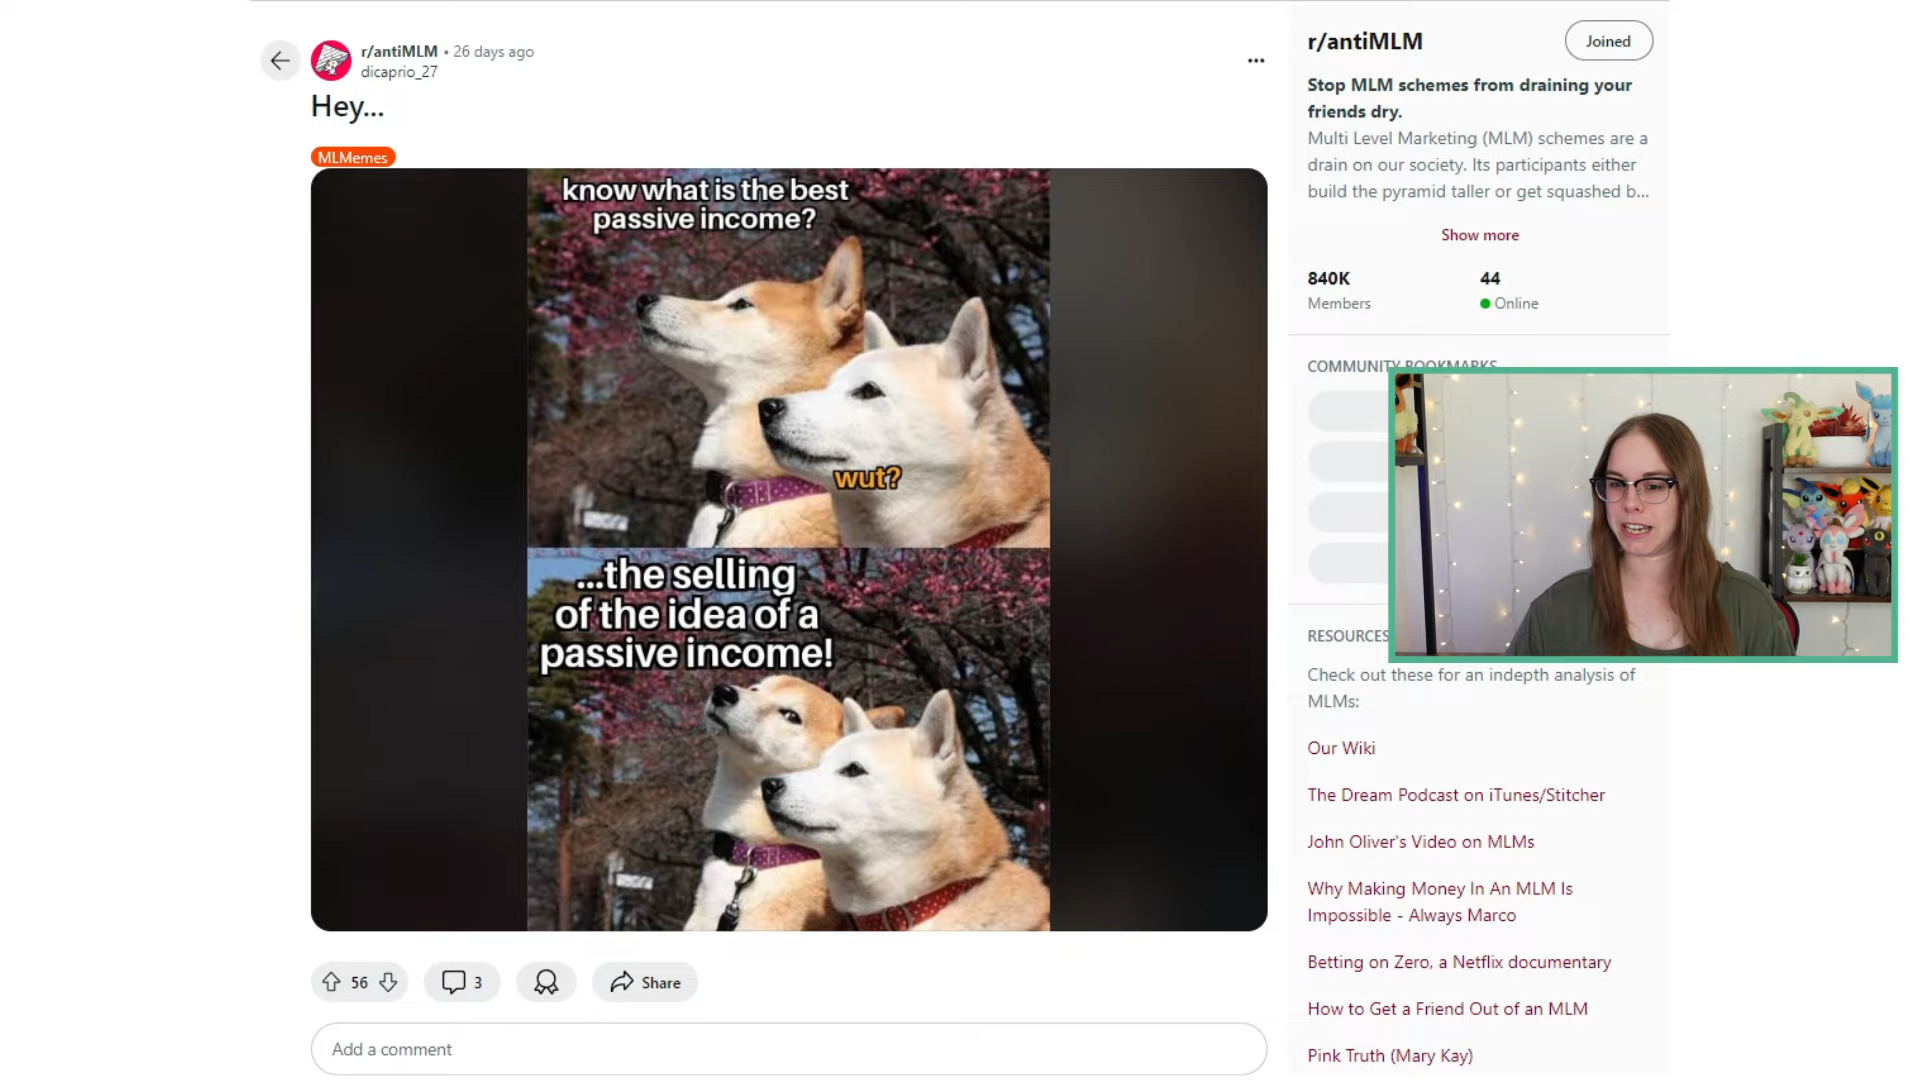 r/antiMLM • 26 days ago
dicaprio_27
Hey...
MLMemes
know what is the best
passive income?
wut?
...the selling
of the idea of a
passive income!
56
3
Share
Add a comment
r/antiMLM
Joined
Stop MLM schemes from draining your
friends dry.
Multi Level Marketing (MLM) schemes are a
drain on our society. Its participants either
build the pyramid taller or get squashed b...
Show more
840K
44
Members
Online
COMMUNITY BOOKMARKS
RESOURCES
Check out these for an indepth analysis of
MLMs:
Our Wiki
The Dream Podcast on iTunes/Stitcher
John Oliver's Video on MLMs
Why Making Money In An MLM Is
Impossible - Always Marco
Betting on Zero, a Netflix documentary
How to Get a Friend Out of an MLM
Pink Truth (Mary Kay)